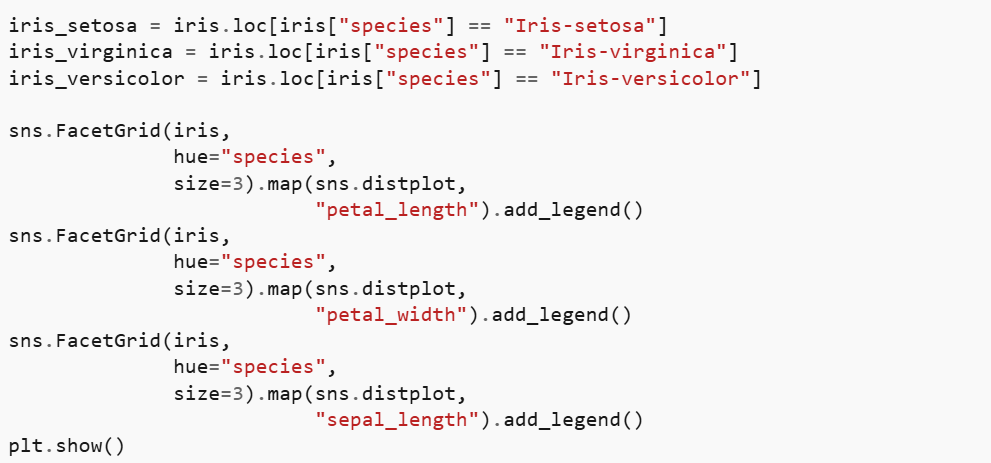 iris_setosa = iris.loc[iris["species"] == "Iris-setosa"]
iris_virginica = iris.loc[iris["species"] == "Iris-virginica"]
iris_versicolor = iris.loc[iris["species"] == "Iris-versicolor"]

sns.FacetGrid(iris,
              hue="species",
              size=3).map(sns.distplot,
                          "petal_length").add_legend()
sns.FacetGrid(iris,
              hue="species",
              size=3).map(sns.distplot,
                          "petal_width").add_legend()
sns.FacetGrid(iris,
              hue="species",
              size=3).map(sns.distplot,
                          "sepal_length").add_legend()
plt.show()